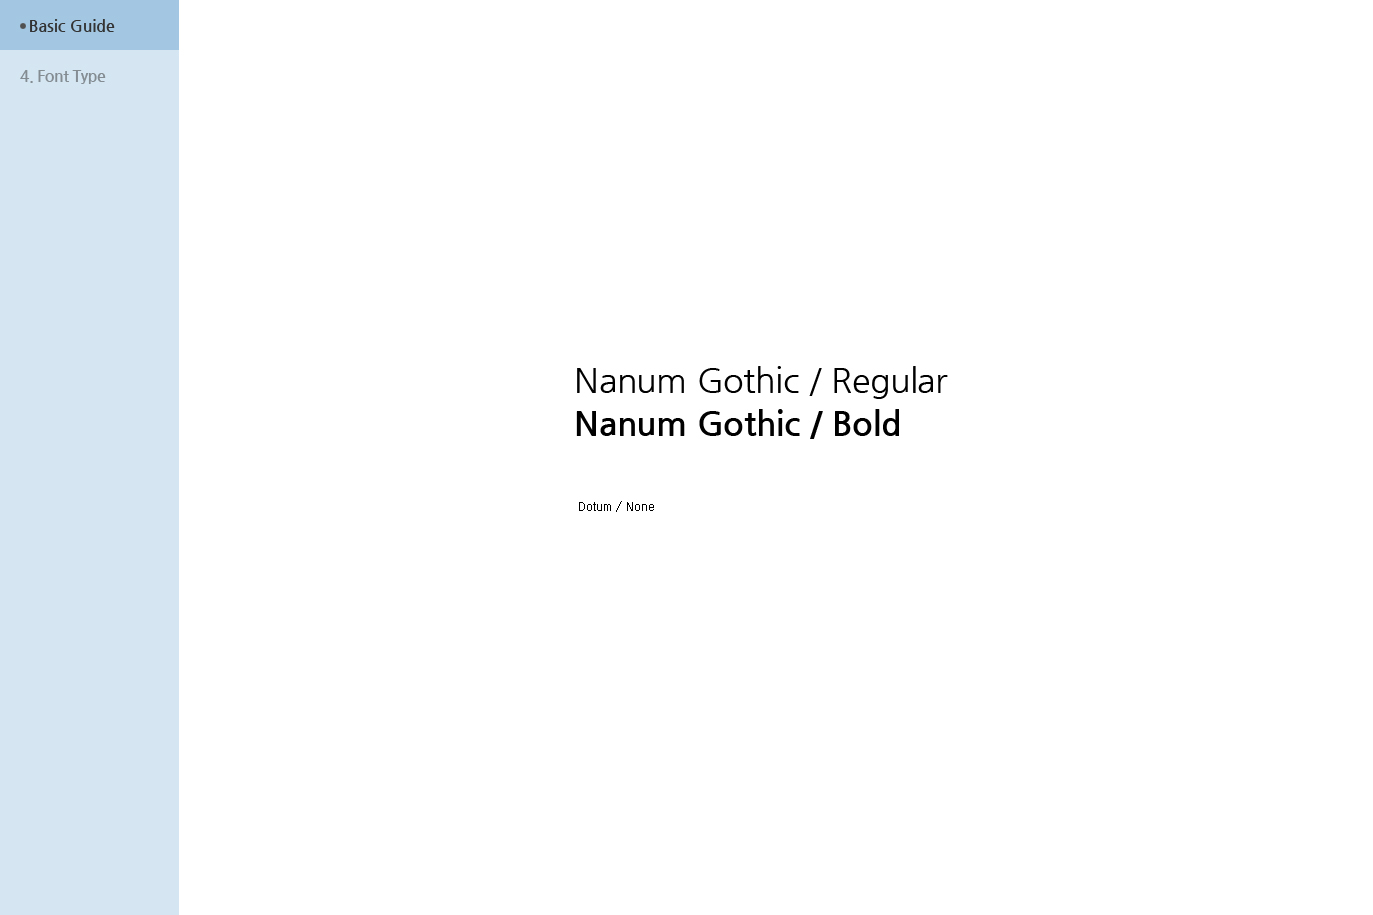 •Basic Guide
4. Font Type
Nanum Gothic / Regular
Nanum Gothic / Bold
Dotum / None